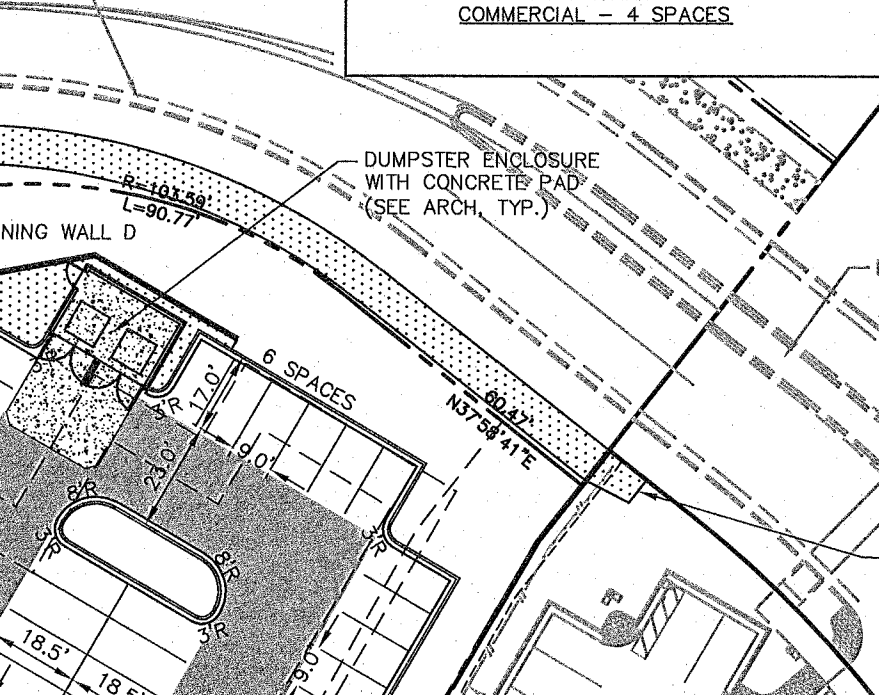 COMMERCIAL - 4 SPACES
DUMPSTER ENCLOSURE
WITH CONCRETE PAD
(SEE ARCH, TYP.)
R=103.59'
L=90.77'
NING WALL D
6 SPACES
17.0'
3'R
9.0'
23.0'
60.47'
N37°58'41"E
8'R
3'R
3'R
8'R
3'R
18.5'
18.5'
9.0'